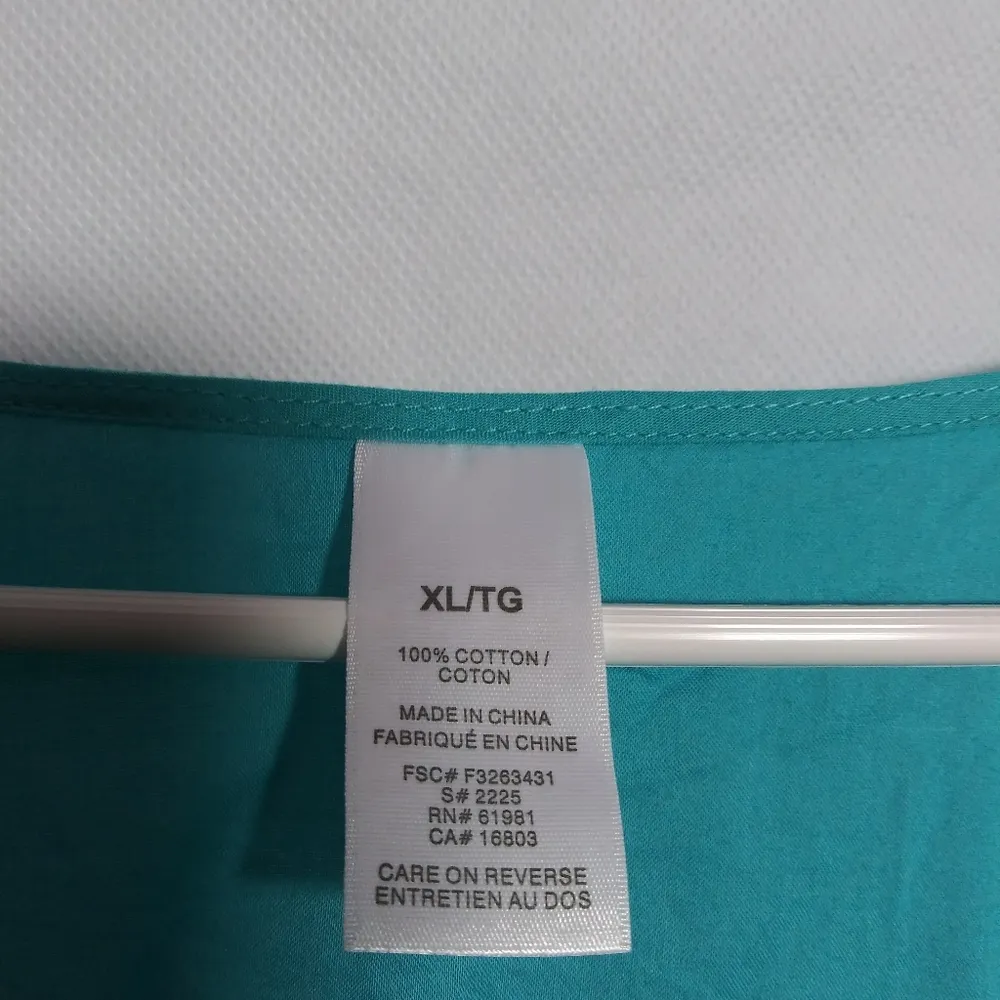 XL/TG
100% COTTON /
COTON
MADE IN CHINA
FABRIQUÉ EN CHINE
FSC# F3263431
S# 2225
RN# 61981
CA# 16803
CARE ON REVERSE
ENTRETIEN AU DOS